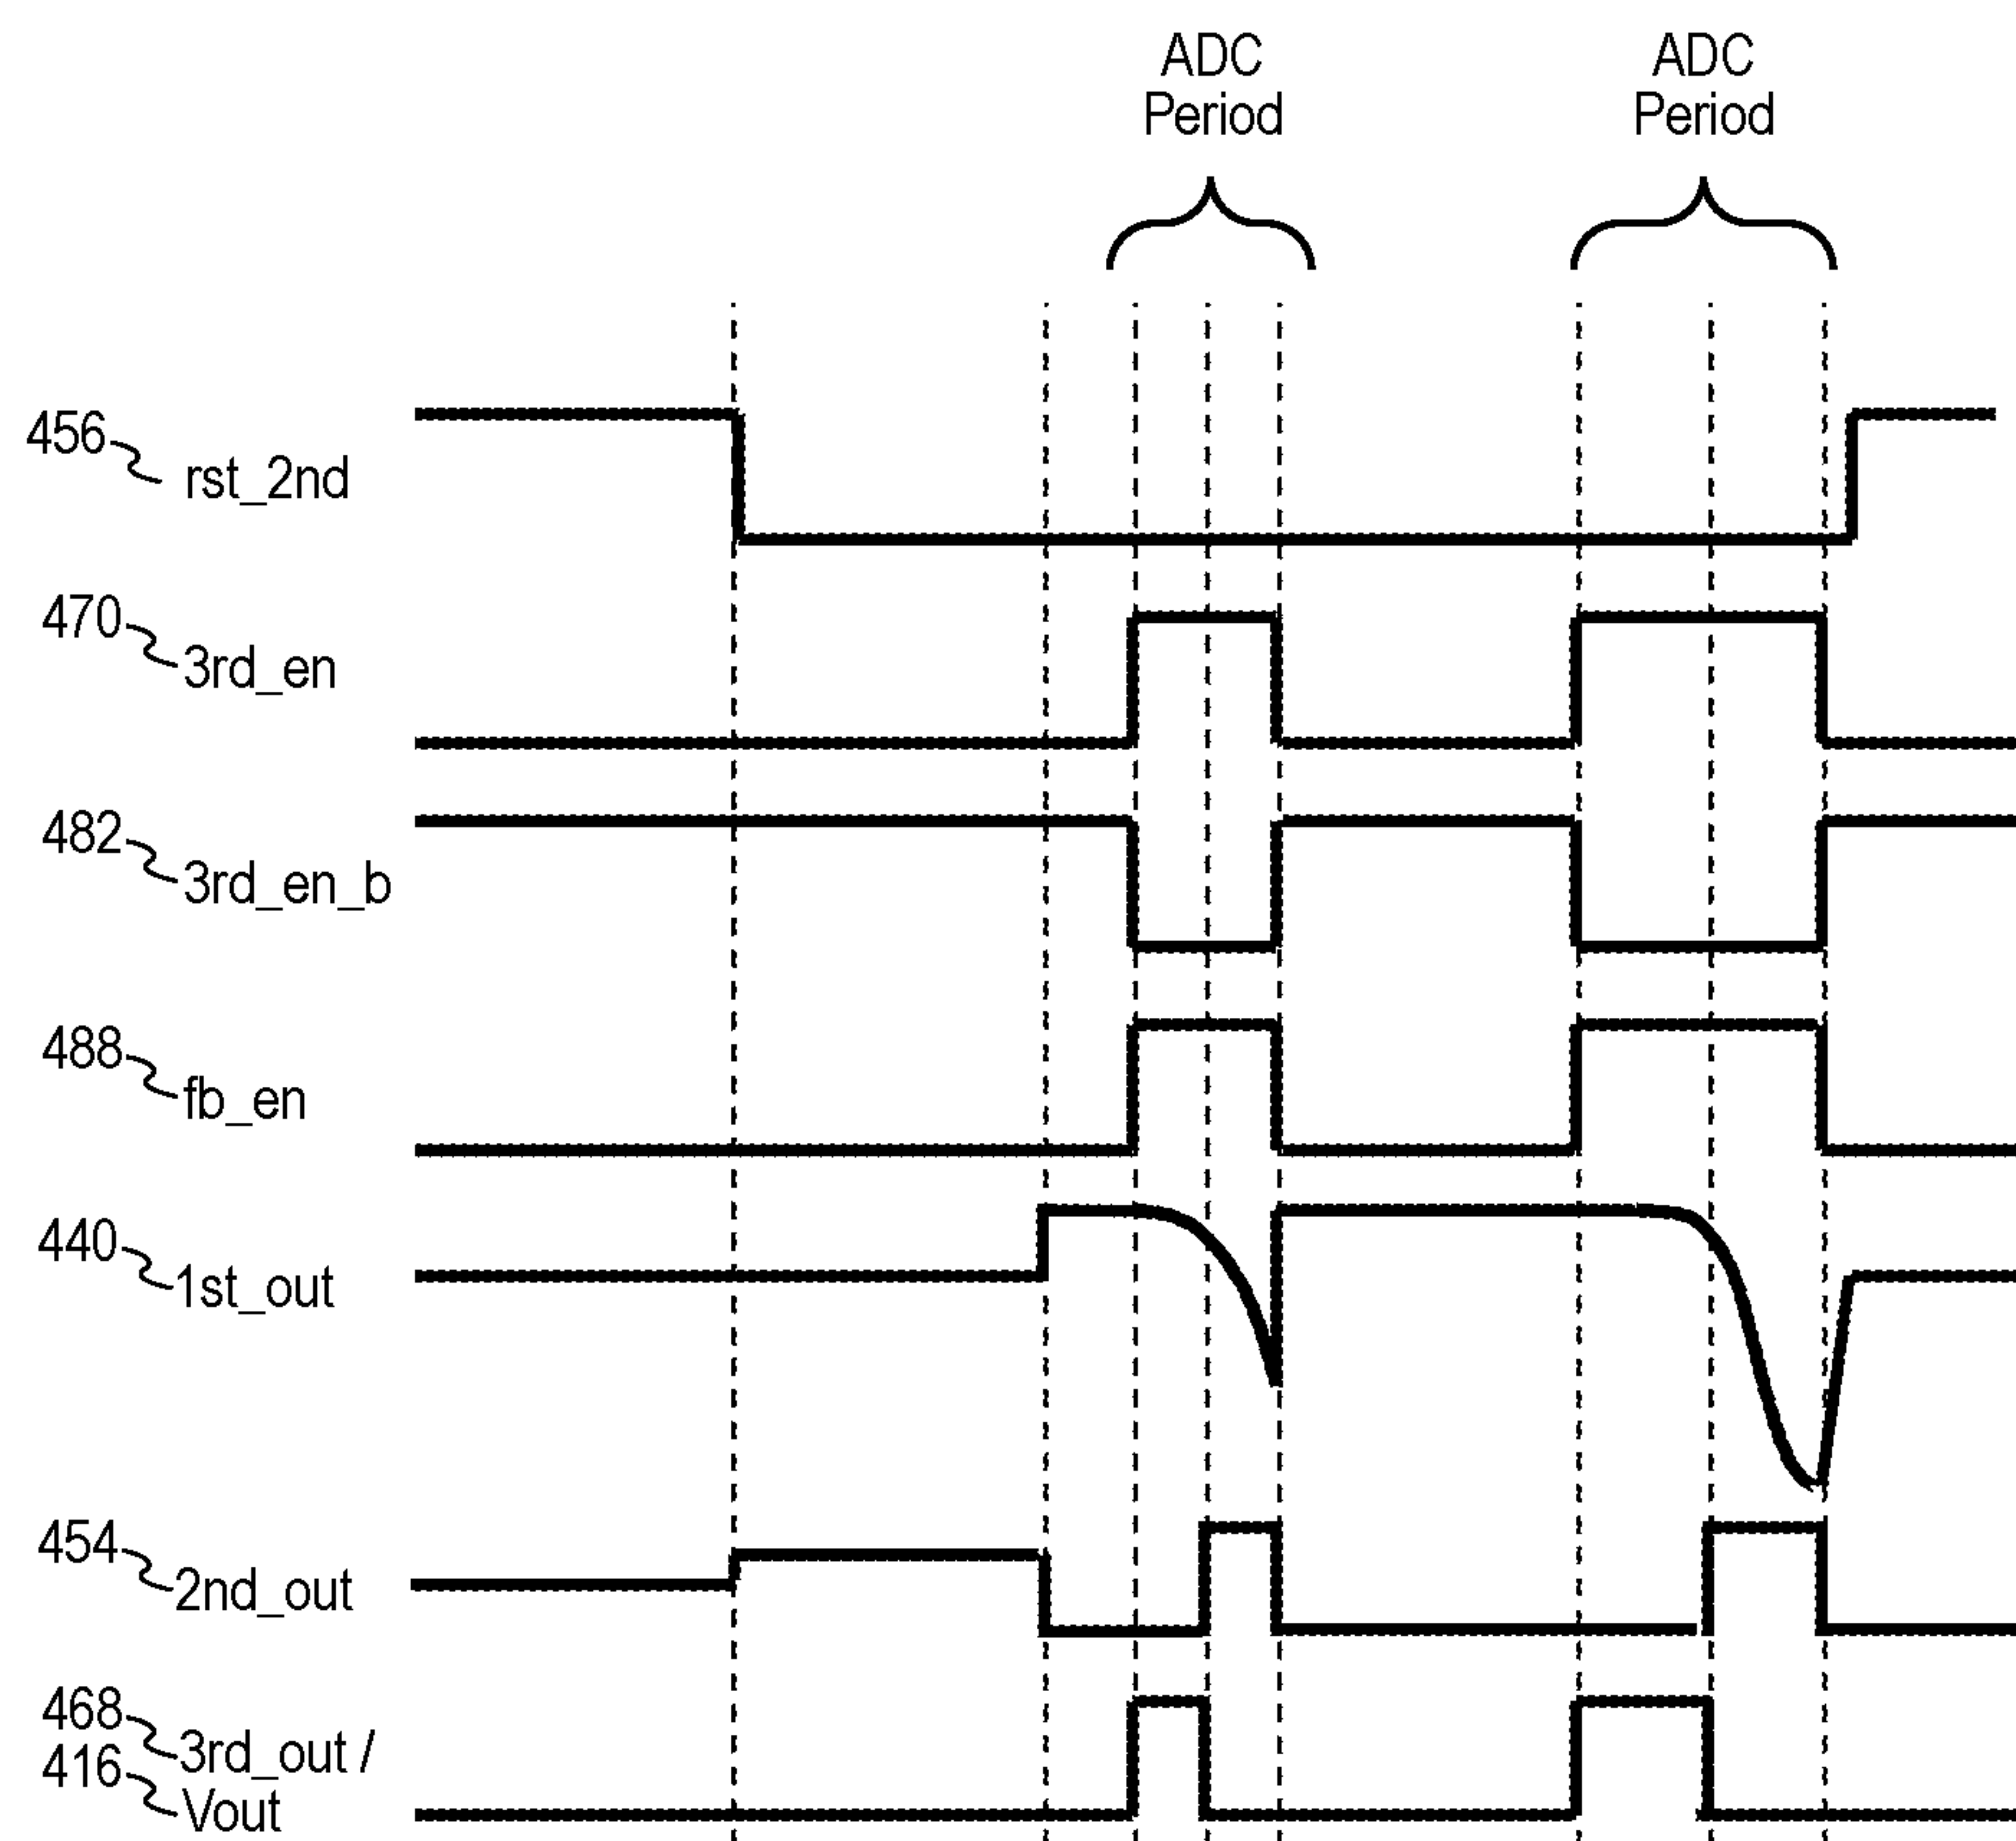 ADC
Period
ADC
Period
456
rst_2nd
470
3rd_en
482
3rd_en_b
488
fb_en
440
1st_out
454
2nd_out
468
3rd_out /
416
Vout